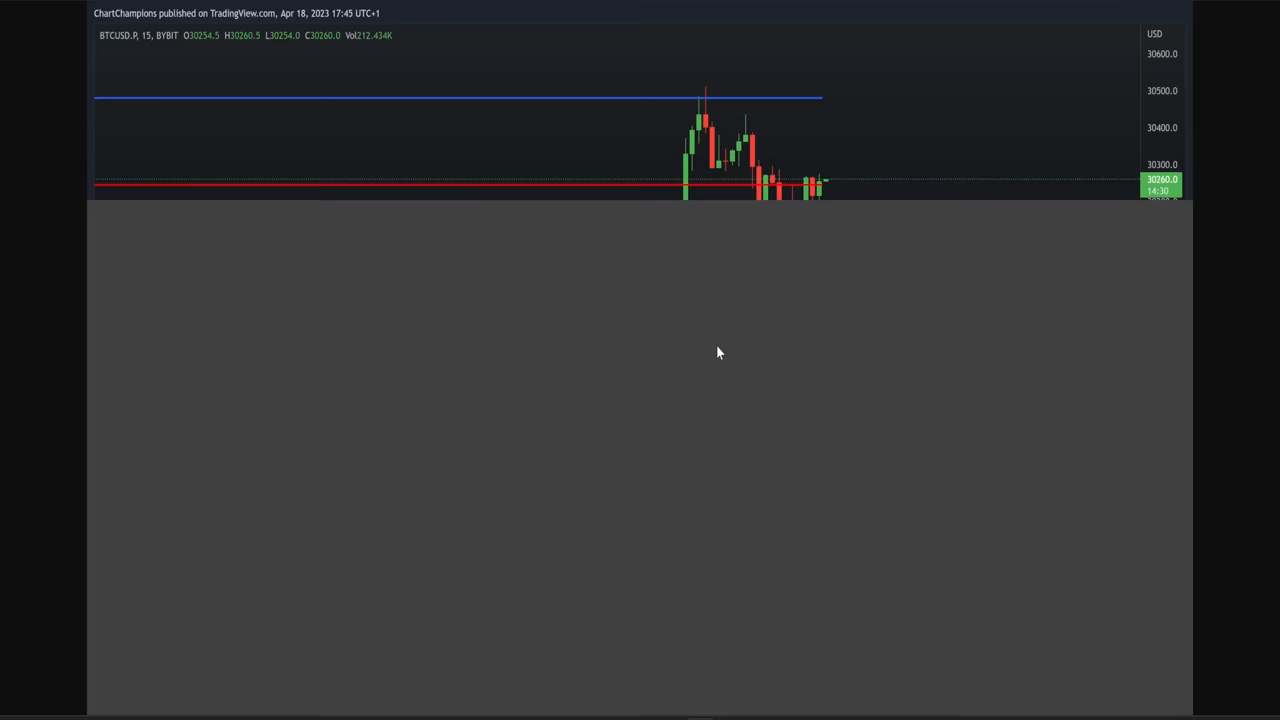 ChartChampions published on TradingView.com, Apr 18, 2023 17:45 UTC+1
BTCUSD.P, 15, BYBIT O30254.5 H30260.5 L30254.0 C30260.0 Vol212.434K
USD
30600.0
30500.0
30400.0
30300.0
30260.0
14:30